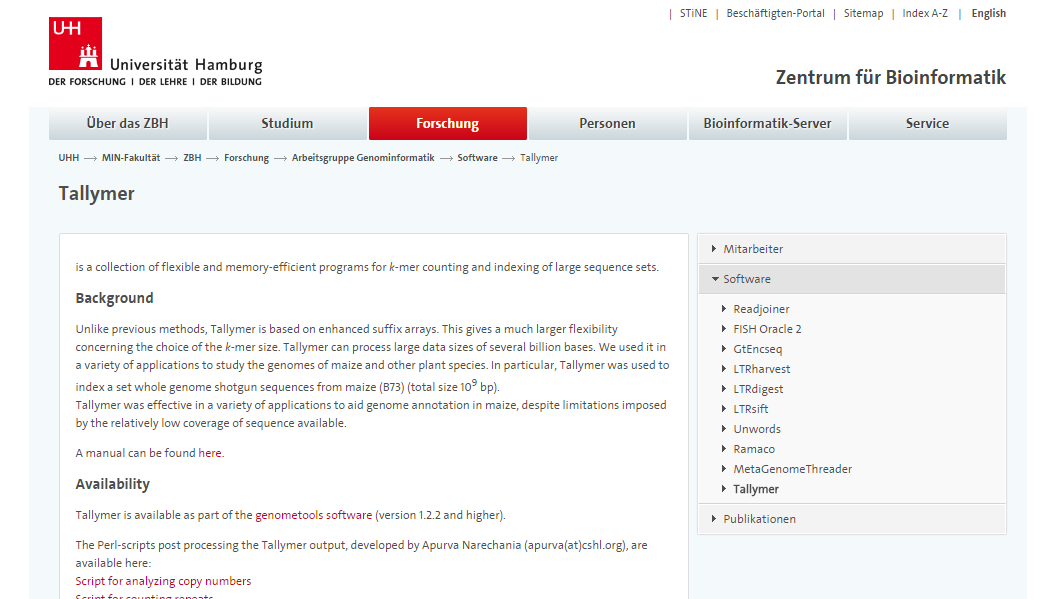 | STiNE | Beschäftigten-Portal | Sitemap | Index A-Z | English
UHH
Universität Hamburg
DER FORSCHUNG | DER LEHRE | DER BILDUNG
Zentrum für Bioinformatik
Über das ZBH Studium Forschung Personen Bioinformatik-Server Service
UHH → MIN-Fakultät → ZBH → Forschung → Arbeitsgruppe Genominformatik → Software → Tallymer
Tallymer
is a collection of flexible and memory-efficient programs for k-mer counting and indexing of large sequence sets.
Background
Unlike previous methods, Tallymer is based on enhanced suffix arrays. This gives a much larger flexibility
concerning the choice of the k-mer size. Tallymer can process large data sizes of several billion bases. We used it in
a variety of applications to study the genomes of maize and other plant species. In particular, Tallymer was used to
index a set whole genome shotgun sequences from maize (B73) (total size 10⁹ bp).
Tallymer was effective in a variety of applications to aid genome annotation in maize, despite limitations imposed
by the relatively low coverage of sequence available.
A manual can be found here.
Availability
Tallymer is available as part of the genometools software (version 1.2.2 and higher).
The Perl-scripts post processing the Tallymer output, developed by Apurva Narechania (apurva(at)cshl.org), are
available here:
Script for analyzing copy numbers
Script for counting repeats
Mitarbeiter
Software
Readjoiner
FISH Oracle 2
GtEncseq
LTRharvest
LTRdigest
LTRsift
Unwords
Ramaco
MetaGenomeThreader
Tallymer
Publikationen